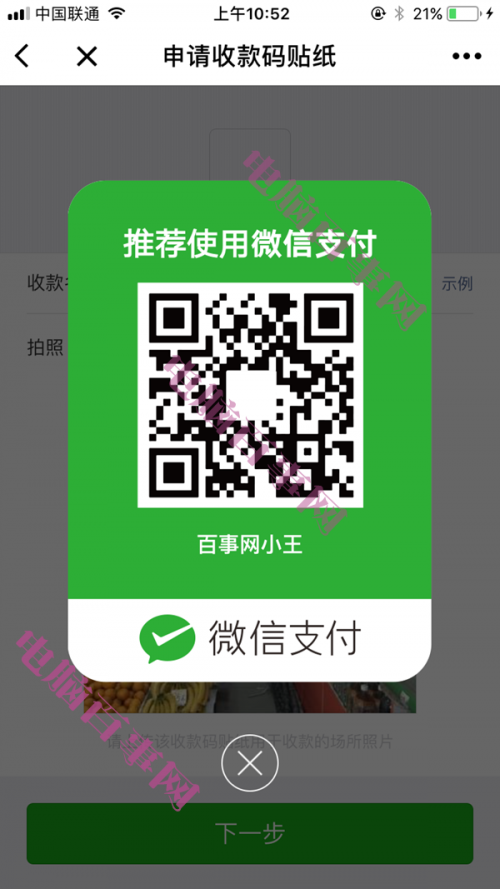 中国联通 上午10:52 21%
申请收款码贴纸
电脑百事网
推荐使用微信支付
收款 示例
拍照
电脑百事网
百事网小王
微信支付
电脑百事网
该收款码贴纸用于收款的场所照片
下一步